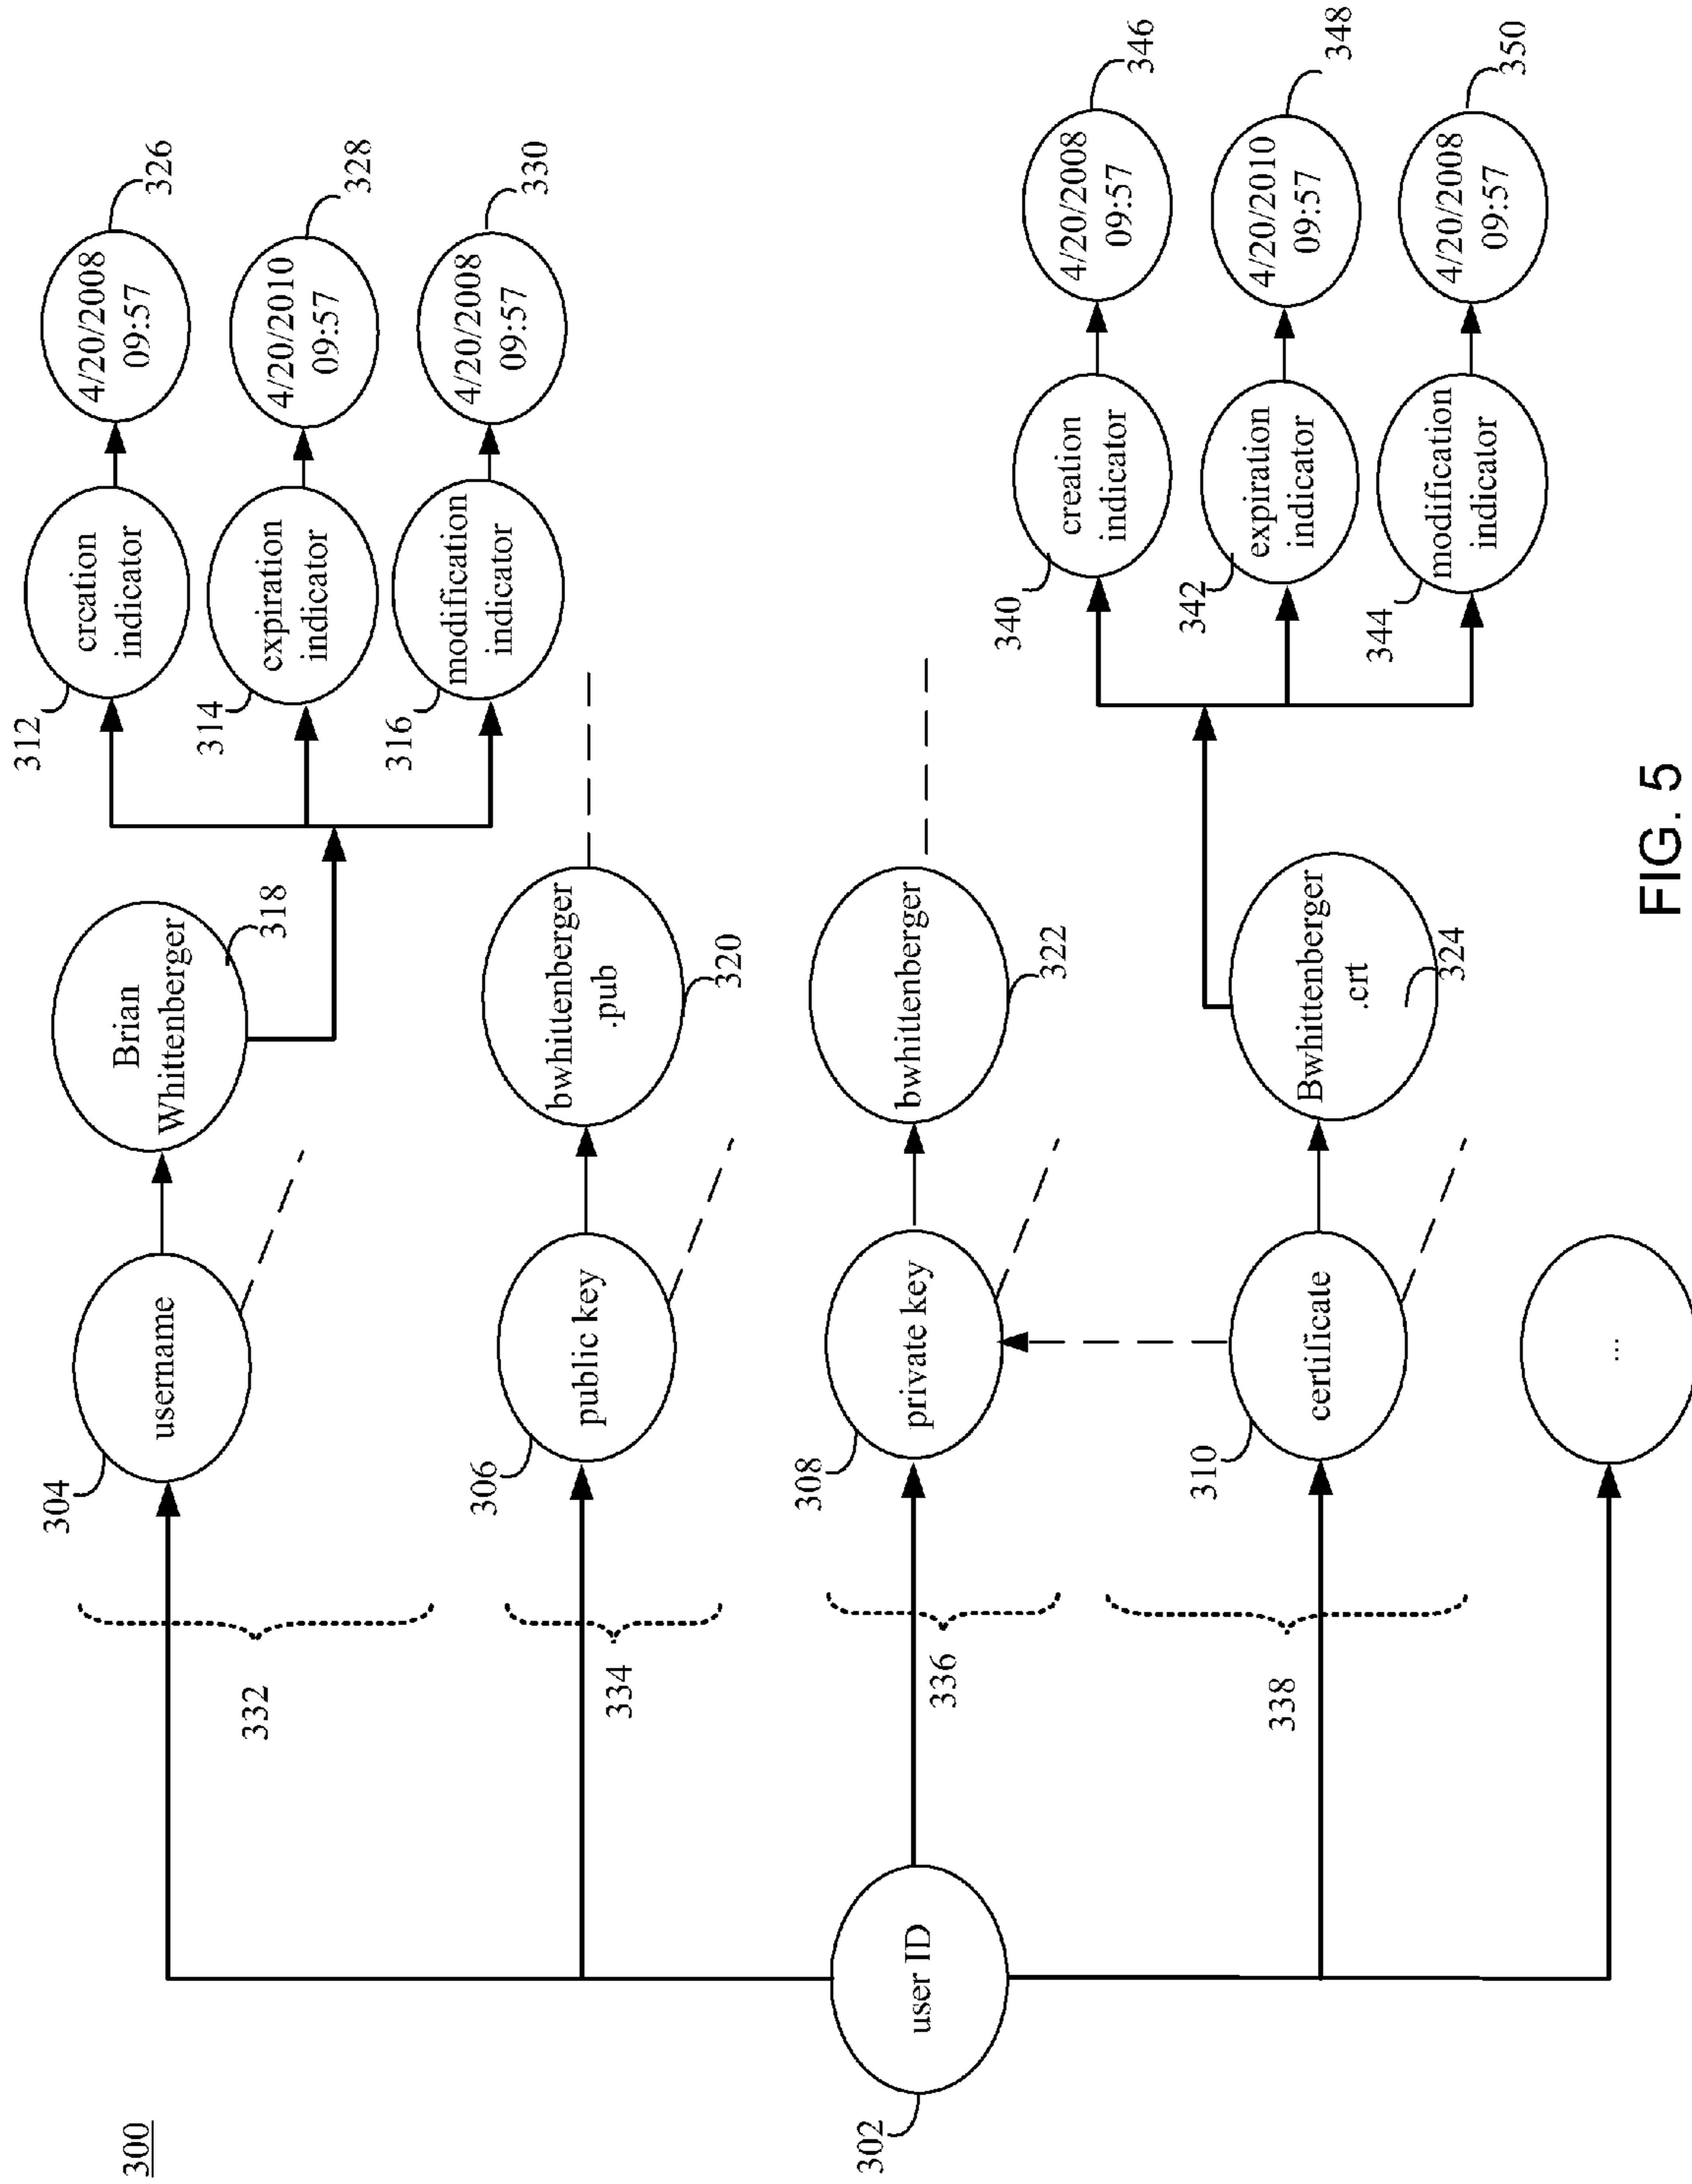 300
302
user ID
332
334
336
338
304
username
306
public key
308
private key
310
certificate
...
Brian
Whittenberger
318
bwhittenberger
.pub
320
bwhittenberger
322
Bwhittenberger
.crt
324
312
creation
indicator
314
expiration
indicator
316
modification
indicator
4/20/2008
09:57
326
4/20/2010
09:57
328
4/20/2008
09:57
330
340
creation
indicator
342
expiration
indicator
344
modification
indicator
4/20/2008
09:57
346
4/20/2010
09:57
348
4/20/2008
09:57
350
FIG. 5